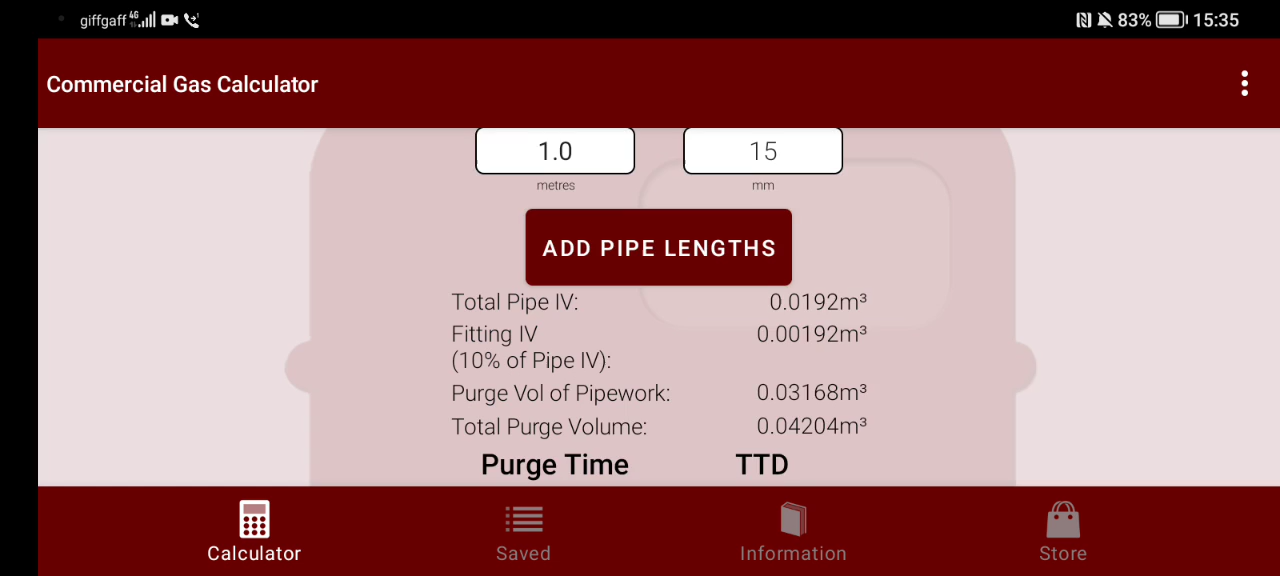 giffgaff 4G 83% 15:35
Commercial Gas Calculator
1.0 15
metres mm
ADD PIPE LENGTHS
Total Pipe IV: 0.0192m³
Fitting IV 0.00192m³
(10% of Pipe IV):
Purge Vol of Pipework: 0.03168m³
Total Purge Volume: 0.04204m³
Purge Time TTD
Calculator Saved Information Store